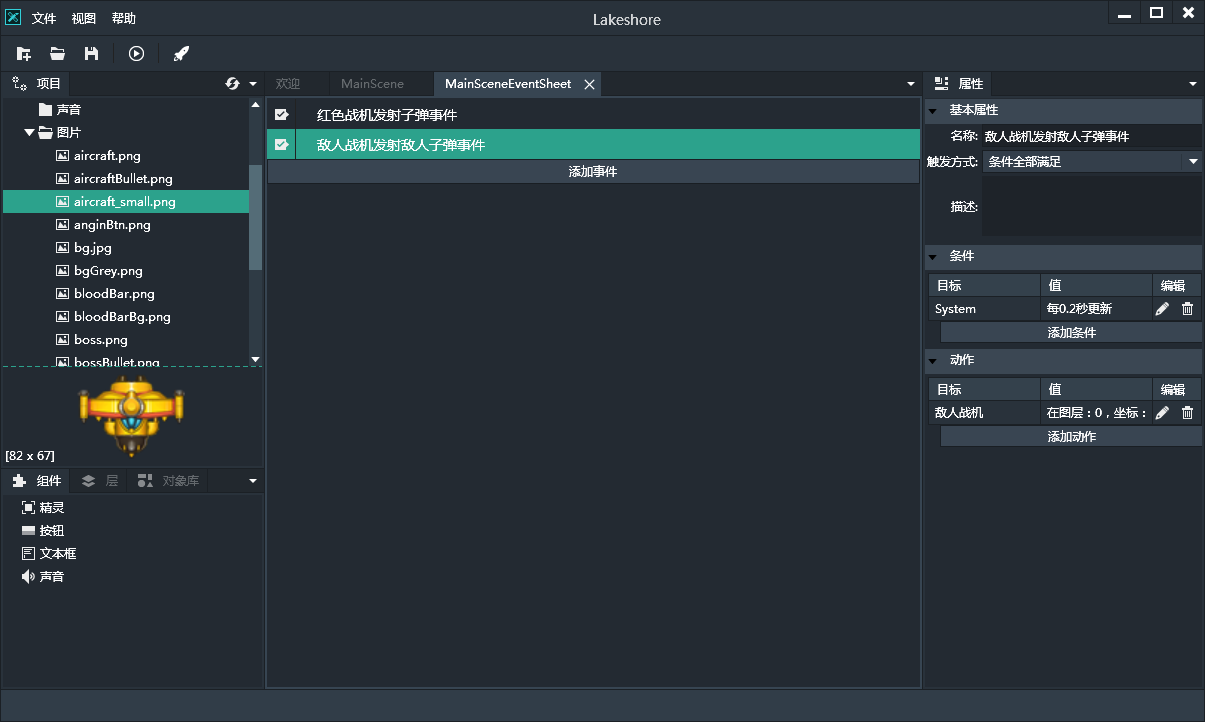 文件 视图 帮助
Lakeshore
项目
声音
图片
aircraft.png
aircraftBullet.png
aircraft_small.png
anginBtn.png
bg.jpg
bgGrey.png
bloodBar.png
bloodBarBg.png
boss.png
bossBullet.png
[82 x 67]
组件 层 对象库
精灵
按钮
文本框
声音
欢迎 MainScene MainSceneEventSheet
红色战机发射子弹事件
敌人战机发射敌人子弹事件
添加事件
属性
基本属性
名称: 敌人战机发射敌人子弹事件
触发方式: 条件全部满足
描述:
条件
目标 值 编辑
System 每0.2秒更新
添加条件
动作
目标 值 编辑
敌人战机 在图层：0，坐标：
添加动作